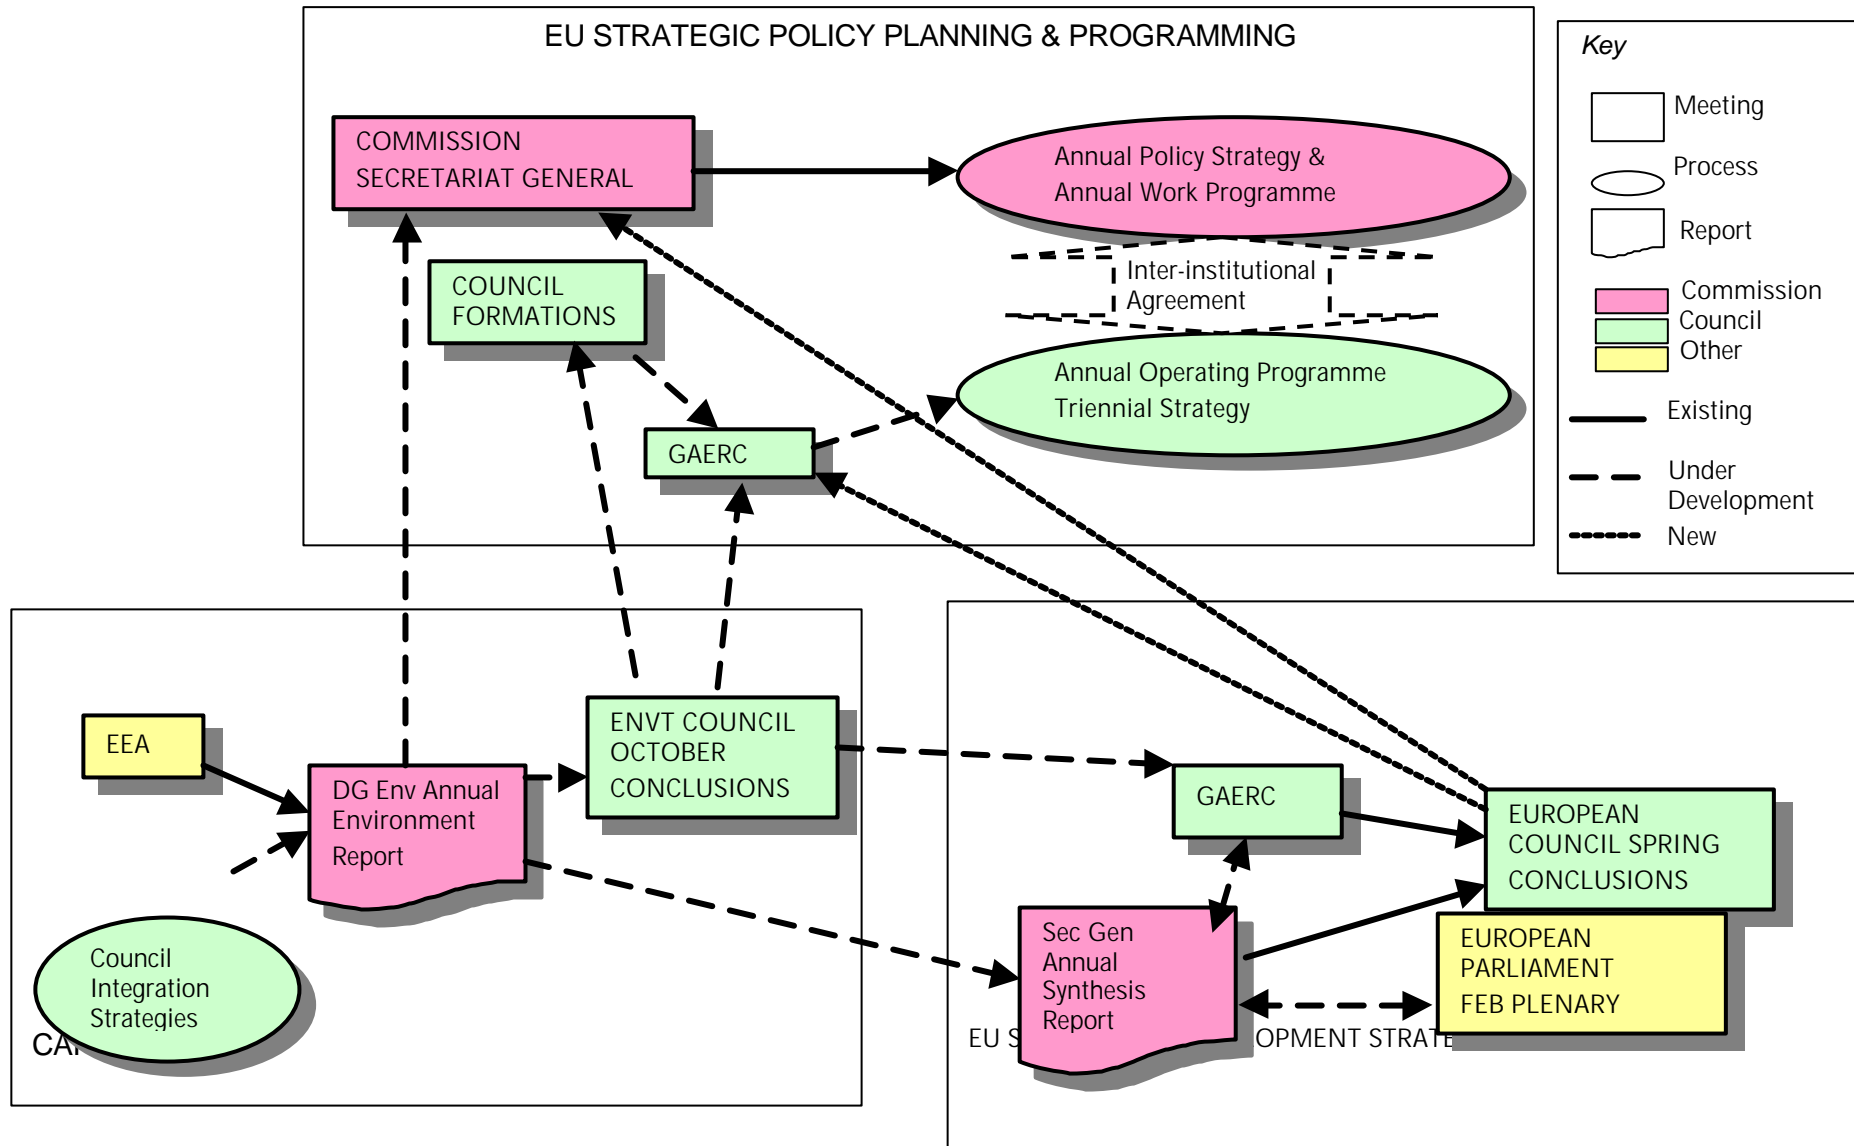 EU STRATEGIC POLICY PLANNING & PROGRAMMING
Key
Meeting
Process
Report
Commission
Council
Other
Existing
Under
Development
New
COMMISSION
SECRETARIAT GENERAL
Annual Policy Strategy &
Annual Work Programme
COUNCIL
FORMATIONS
Inter-institutional
Agreement
Annual Operating Programme
Triennial Strategy
GAERC
EEA
DG Env Annual
Environment
Report
ENVT COUNCIL
OCTOBER
CONCLUSIONS
Council
Integration
Strategies
GAERC
EUROPEAN
COUNCIL SPRING
CONCLUSIONS
Sec Gen
Annual
Synthesis
Report
EUROPEAN
PARLIAMENT
FEB PLENARY
EU S OPMENT STRATE